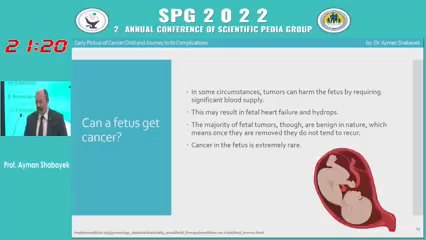 SPG 2022
2 ANNUAL CONFERENCE OF SCIENTIFIC PEDIA GROUP
21:20
Early Pickup of Cancer Child and Journey to its Complications
by: Dr. Ayman Shabayek
Can a fetus get
cancer?
• In some circumstances, tumors can harm the fetus by requiring
significant blood supply.
• This may result in fetal heart failure and hydrops.
• The majority of fetal tumors, though, are benign in nature, which
means once they are removed they do not tend to recur.
• Cancer in the fetus is extremely rare.
Prof. Ayman Shabayek